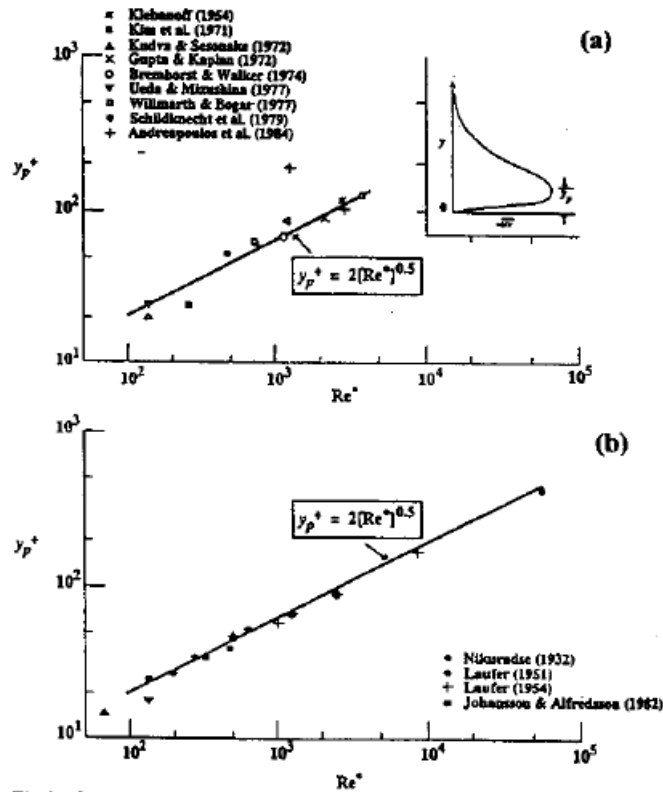 Klebanoff (1954)
Kim et al. (1971)
Kudva & Sesonske (1972)
Gupta & Kaplan (1972)
Bremhorst & Walker (1974)
Ueda & Mizushina (1977)
Willmarth & Bogar (1977)
Schildknecht et al. (1979)
Andreopoulos et al. (1984)
(a)
10³
10²
10¹
yₚ⁺
y
0
yₚ
yₚ⁺ = 2[Re*]⁰·⁵
10² 10³ 10⁴ 10⁵
Re*
(b)
10³
10²
10¹
yₚ⁺
yₚ⁺ = 2[Re*]⁰·⁵
Nikuradse (1932)
Laufer (1951)
Laufer (1954)
Johansson & Alfredsson (1982)
10² 10³ 10⁴ 10⁵
Re*